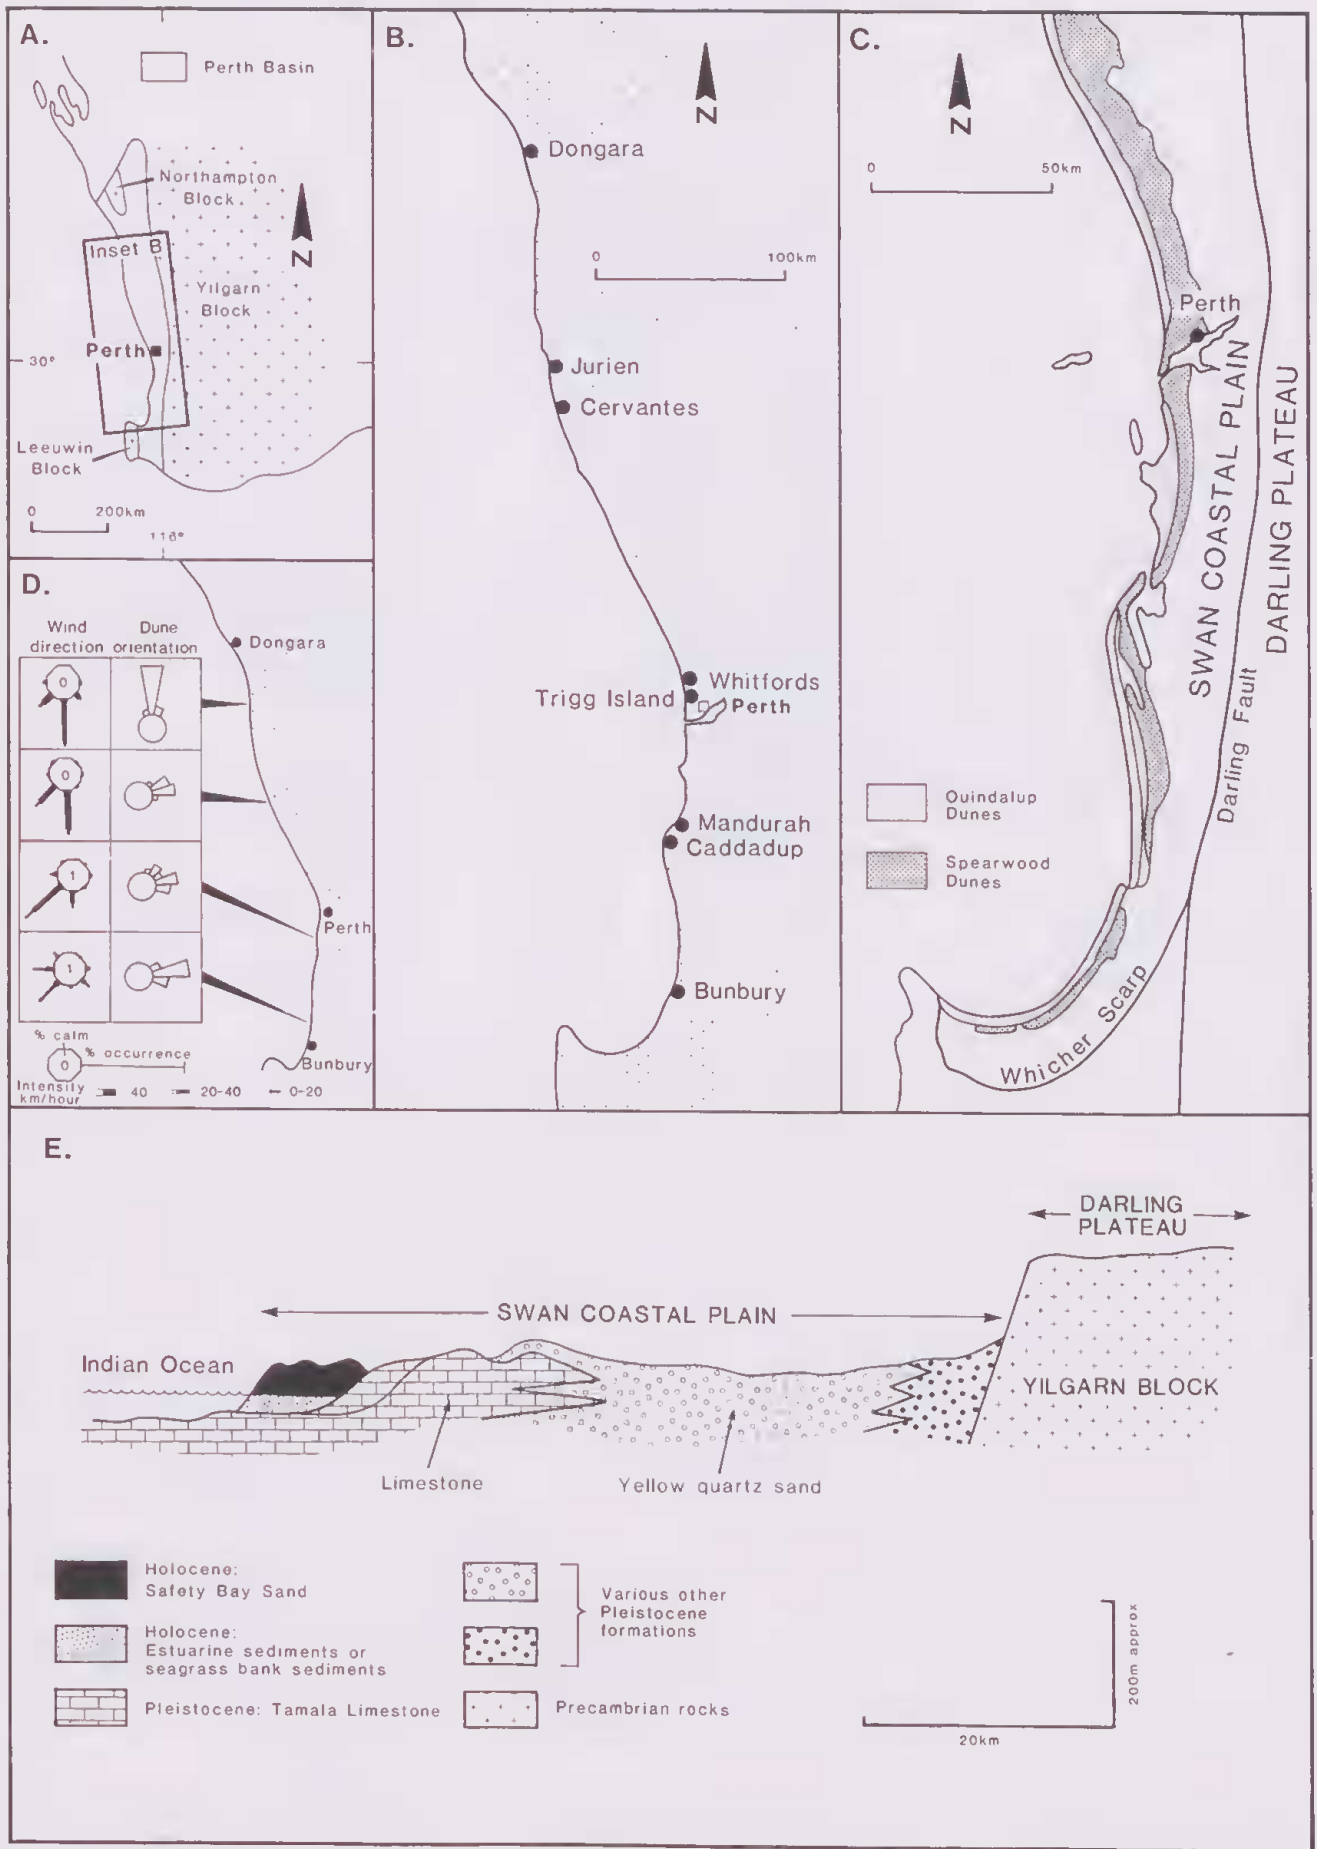 A.
Perth Basin
Northampton
Block
Inset B
N
Yilgarn
Block
Perth
30°
Leeuwin
Block
0 200km
116°
B.
N
Dongara
0 100km
Jurien
Cervantes
Whitfords
Trigg Island
Perth
Mandurah
Caddadup
Bunbury
C.
N
0 50km
Perth
SWAN COASTAL PLAIN
DARLING PLATEAU
Darling Fault
Quindalup
Dunes
Spearwood
Dunes
Whicher Scarp
D.
Wind Dune
direction orientation
0
0
1
1
Dongara
Perth
Bunbury
% calm
0
% occurrence
Intensity
km/hour
40 20-40 0-20
E.
DARLING
PLATEAU
SWAN COASTAL PLAIN
Indian Ocean
YILGARN BLOCK
Limestone
Yellow quartz sand
Holocene:
Safety Bay Sand
Holocene:
Estuarine sediments or
seagrass bank sediments
Pleistocene: Tamala Limestone
Various other
Pleistocene
formations
Precambrian rocks
200m approx
20km